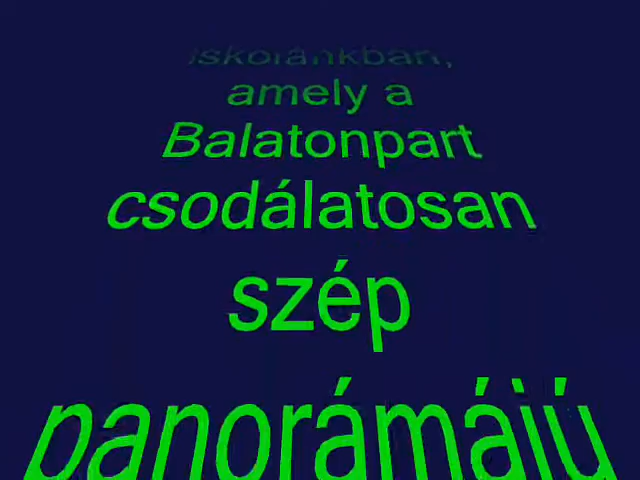 iskolánkban,
amely a
Balatonpart
csodálatosan
szép
panorámájú